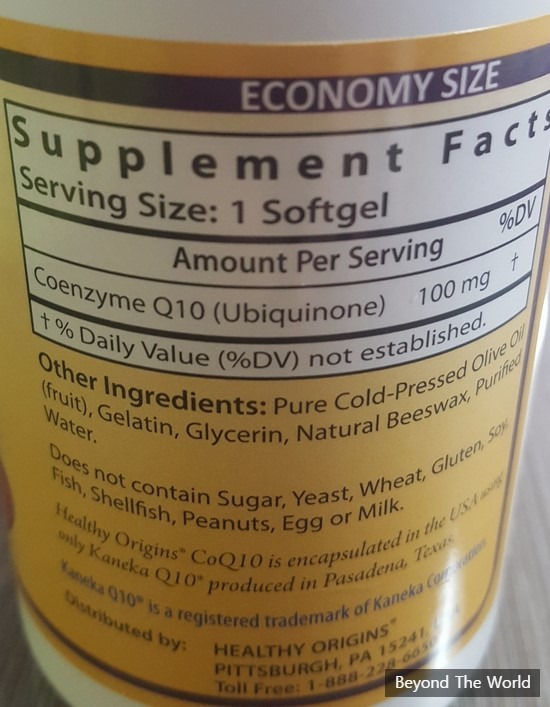 ECONOMY SIZE
Supplement Facts
Serving Size: 1 Softgel
%DV
Amount Per Serving
Coenzyme Q10 (Ubiquinone) 100 mg †
† % Daily Value (%DV) not established.
Other Ingredients: Pure Cold-Pressed Olive Oil
(fruit), Gelatin, Glycerin, Natural Beeswax, Purified
Water.
Does not contain Sugar, Yeast, Wheat, Gluten, Soy,
Fish, Shellfish, Peanuts, Egg or Milk.
Healthy Origins® CoQ10 is encapsulated in the USA using
only Kaneka Q10® produced in Pasadena, Texas.
Kaneka Q10® is a registered trademark of Kaneka Corporation.
Distributed by: HEALTHY ORIGINS®
PITTSBURGH, PA 15241,
Toll Free: 1-888-228-
Beyond The World